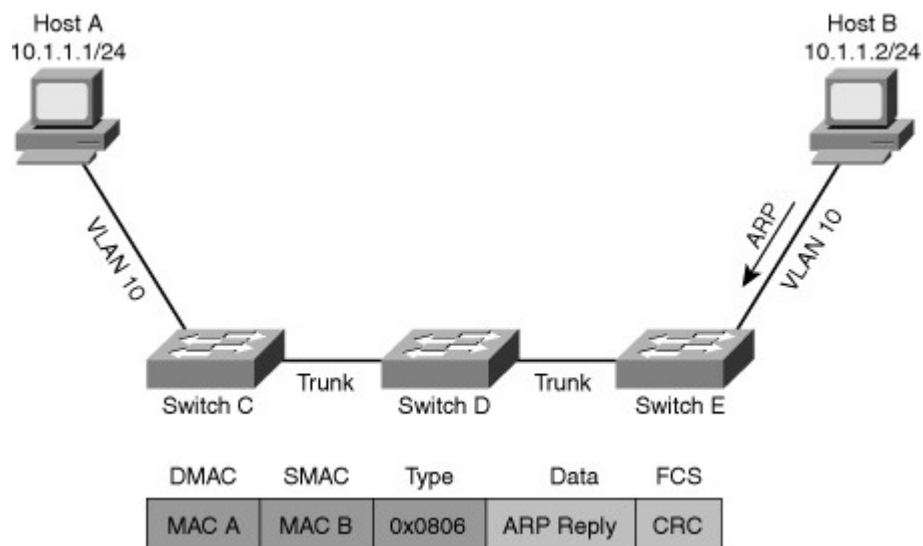 Host A
10.1.1.1/24
Host B
10.1.1.2/24
VLAN 10
ARP
VLAN 10
Trunk
Trunk
Switch C
Switch D
Switch E
DMAC SMAC Type Data FCS
MAC A MAC B 0x0806 ARP Reply CRC